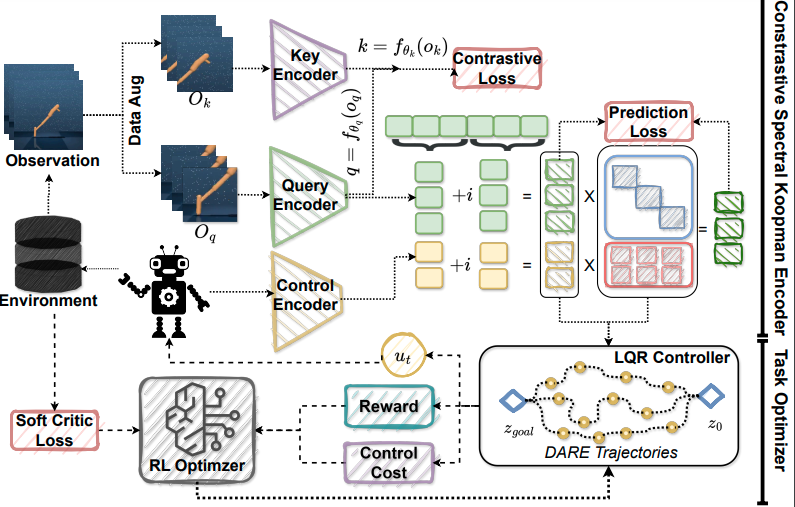 Observation
Data Aug
O_k
O_q
Key
Encoder
k = f_{θ_k}(o_k)
Contrastive
Loss
q = f_{θ_q}(o_q)
Query
Encoder
+i
=
X
Prediction
Loss
=
Control
Encoder
+i
=
X
Environment
u_t
LQR Controller
z_{goal}
z_0
DARE Trajectories
Reward
Control
Cost
Soft Critic
Loss
RL Optimzer
Constrastive Spectral Koopman Encoder
Task Optimizer